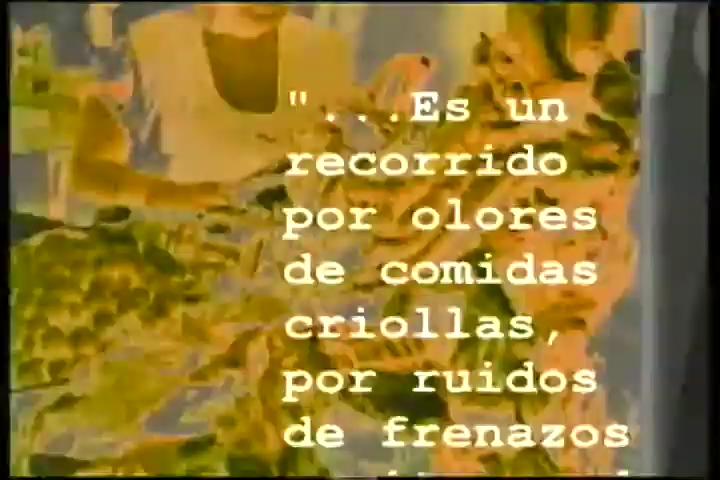 "...Es un
recorrido
por olores
de comidas
criollas,
por ruidos
de frenazos